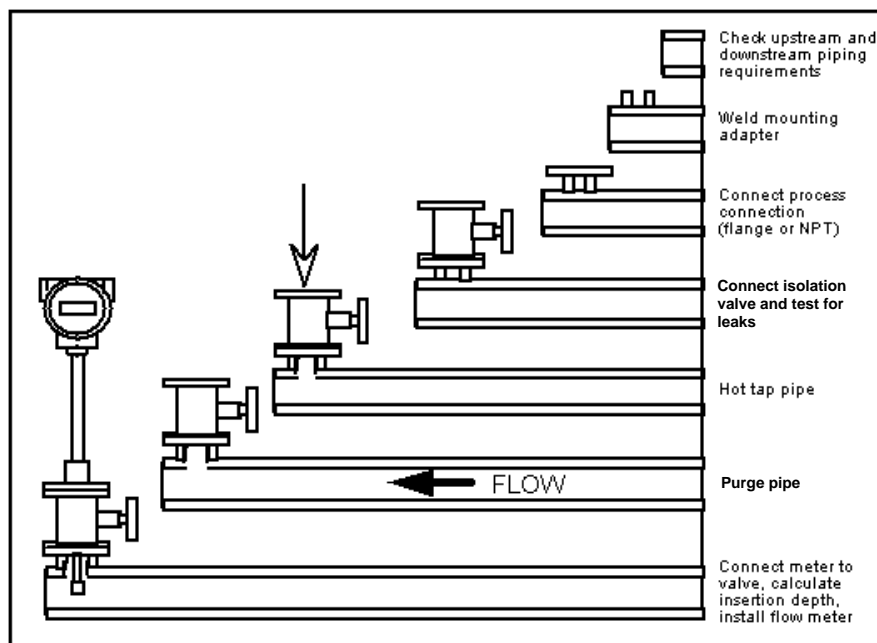 Check upstream and
downstream piping
requirements
Weld mounting
adapter
Connect process
connection
(flange or NPT)
Connect isolation
valve and test for
leaks
Hot tap pipe
FLOW
Purge pipe
Connect meter to
valve, calculate
insertion depth,
install flow meter